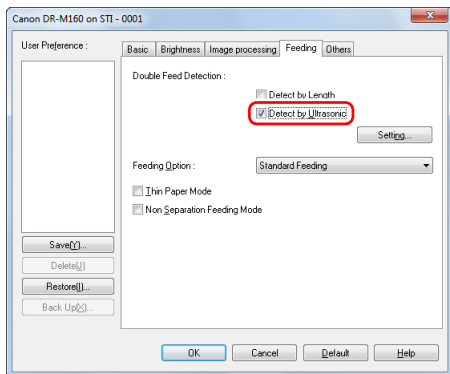 Canon DR-M160 on STI - 0001
User Preference :
Basic Brightness Image processing Feeding Others
Double Feed Detection :
Detect by Length
Detect by Ultrasonic
Setting...
Feeding Option : Standard Feeding
Thin Paper Mode
Non Separation Feeding Mode
Save(Y)...
Delete(J)
Restore(I)...
Back Up(X)...
OK Cancel Default Help